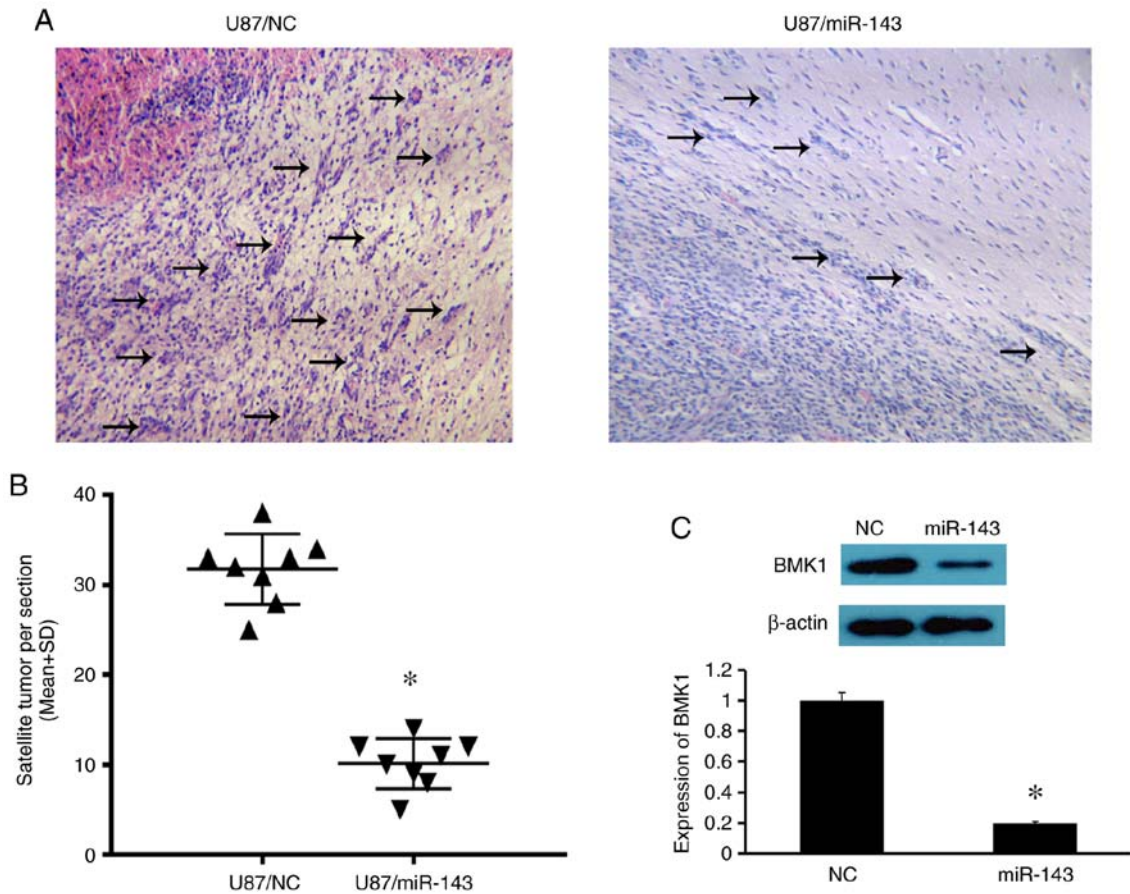 A
U87/NC
U87/miR-143
B
Satellite tumor per section
(Mean+SD)
40
30
20
10
0
*
U87/NC
U87/miR-143
C
NC
miR-143
BMK1
β-actin
Expression of BMK1
1.2
1
0.8
0.6
0.4
0.2
0
*
NC
miR-143